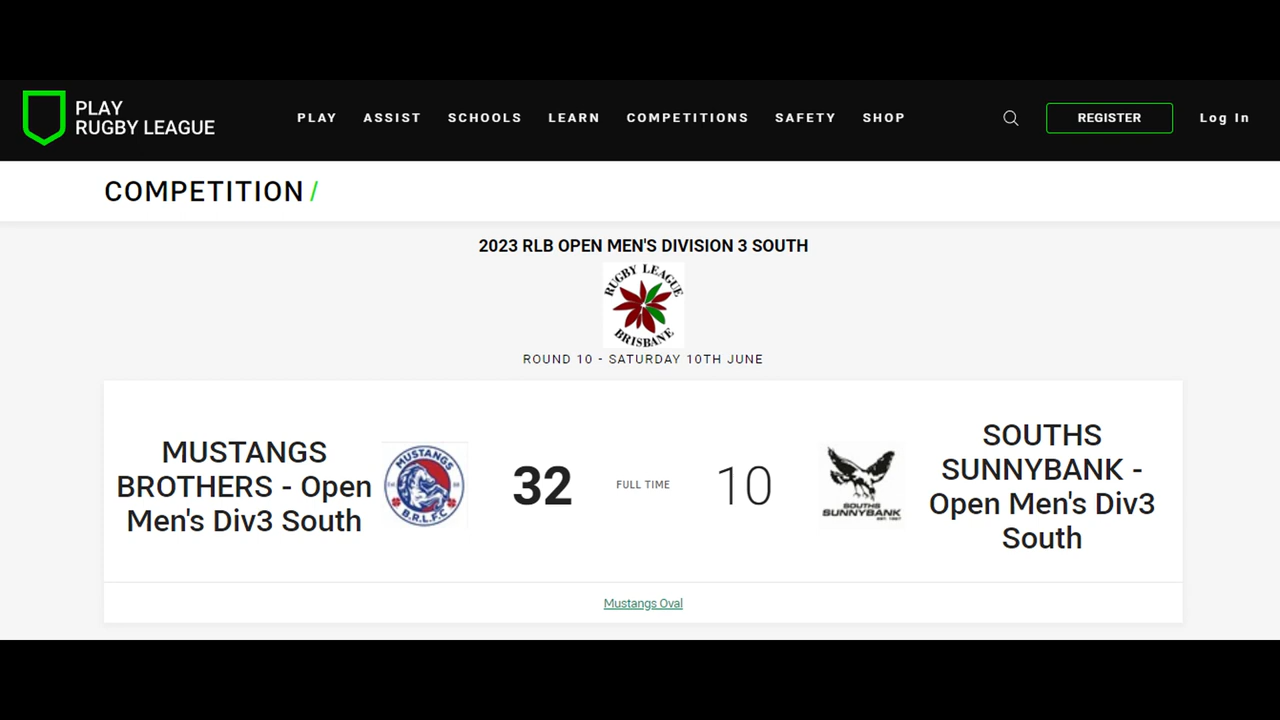 PLAY
RUGBY LEAGUE
PLAY ASSIST SCHOOLS LEARN COMPETITIONS SAFETY SHOP REGISTER Log In
COMPETITION /
2023 RLB OPEN MEN'S DIVISION 3 SOUTH
RUGBY LEAGUE
BRISBANE
ROUND 10 - SATURDAY 10TH JUNE
MUSTANGS
BROTHERS - Open
Men's Div3 South
MUSTANGS
B.R.L.F.C
32
FULL TIME
10
SOUTHS
SUNNYBANK
SOUTHS
SUNNYBANK -
Open Men's Div3
South
Mustangs Oval